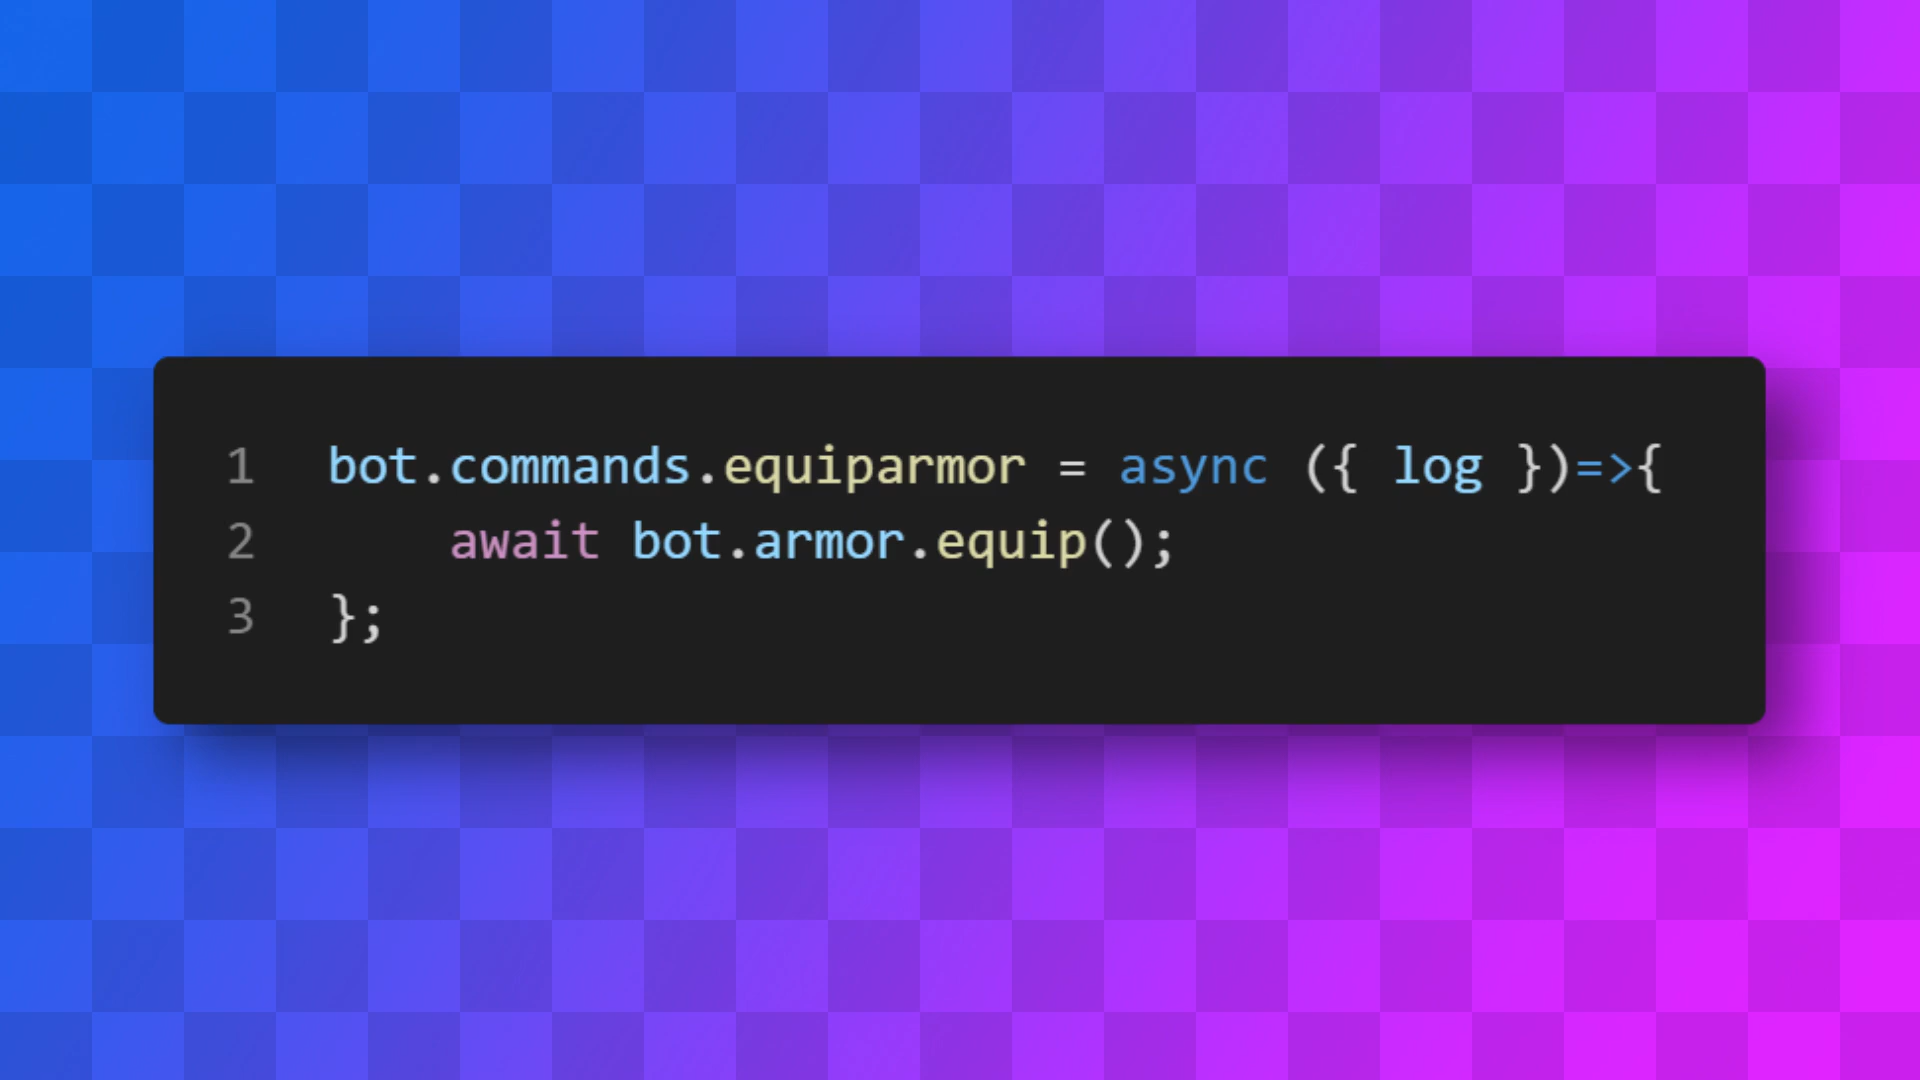 1 bot.commands.equiparmor = async ({ log })=>{
2     await bot.armor.equip();
3 };